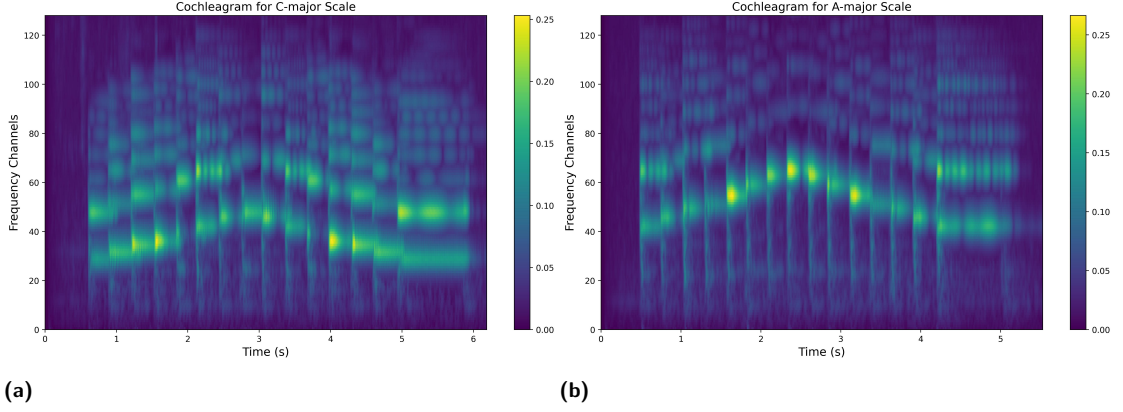 Cochleagram for C-major Scale
Frequency Channels
120
100
80
60
40
20
0
0 1 2 3 4 5 6
Time (s)
0.25
0.20
0.15
0.10
0.05
0.00
(a)
Cochleagram for A-major Scale
Frequency Channels
120
100
80
60
40
20
0
0 1 2 3 4 5
Time (s)
0.25
0.20
0.15
0.10
0.05
0.00
(b)